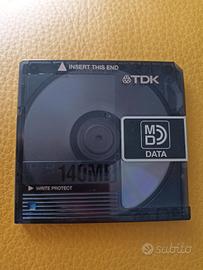 ▲ INSERT THIS END
TDK
MD
DATA
140MB
▶ WRITE PROTECT
subito